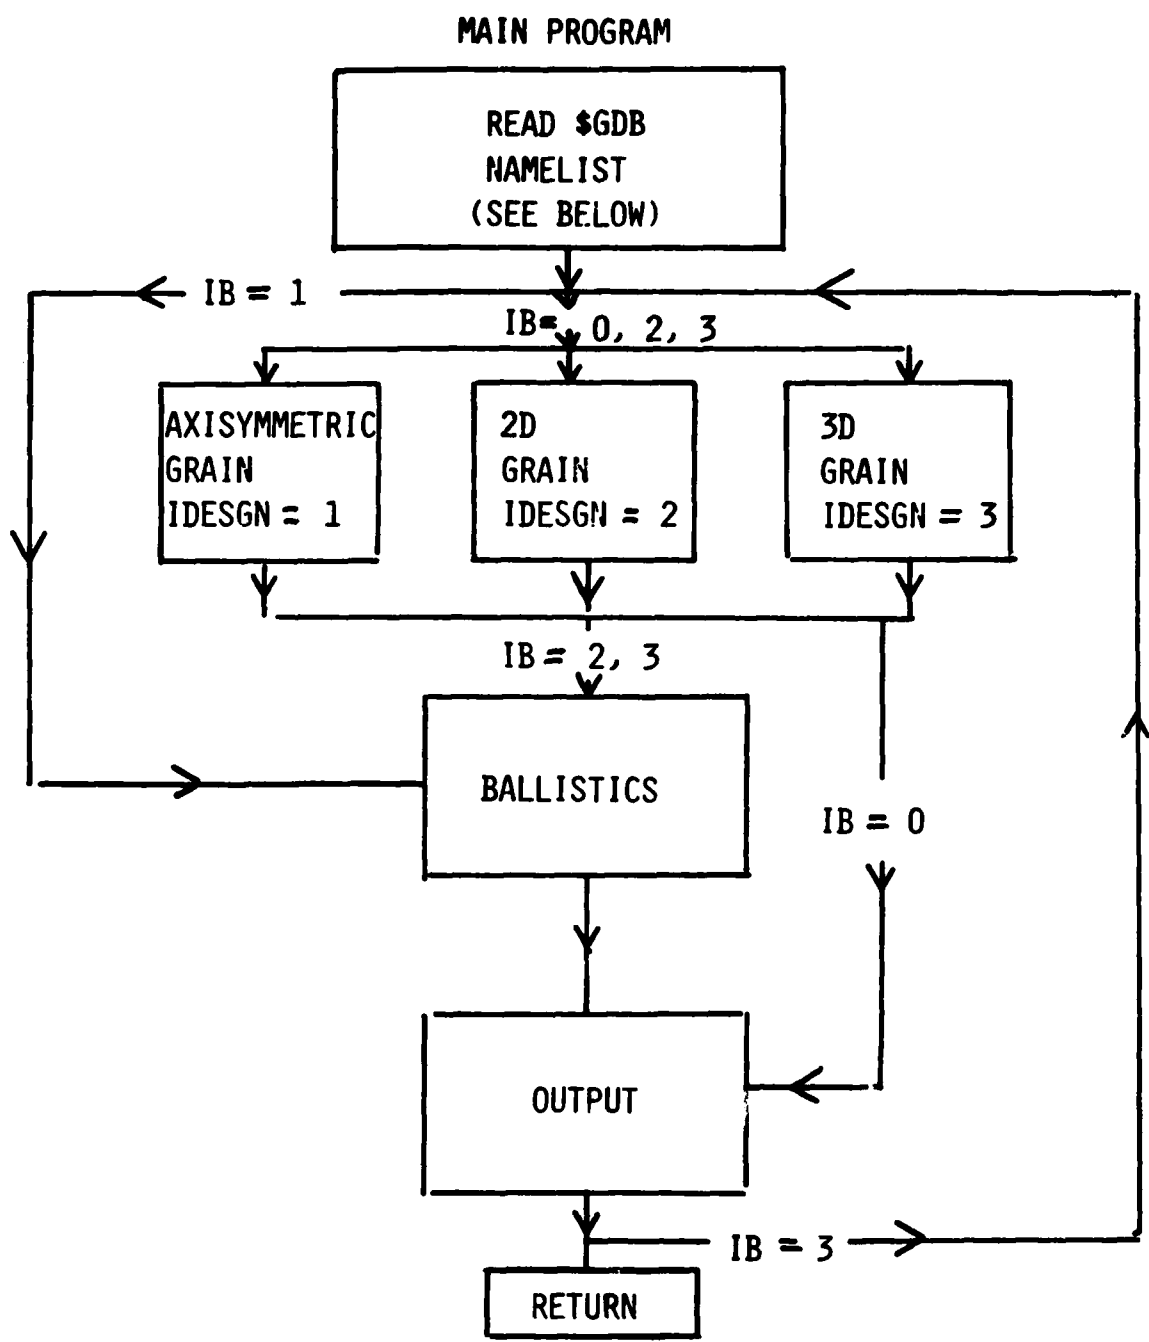 MAIN PROGRAM
READ $GDB
NAMELIST
(SEE BELOW)
IB = 1
IB= 0, 2, 3
AXISYMMETRIC
GRAIN
IDESGN = 1
2D
GRAIN
IDESGN = 2
3D
GRAIN
IDESGN = 3
IB = 2, 3
BALLISTICS
IB = 0
OUTPUT
IB = 3
RETURN